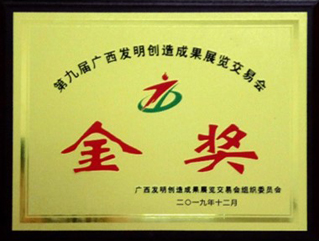 第九届广西发明创造成果展览交易会
金奖
广西发明创造成果展览交易会组织委员会
二〇一九年十二月